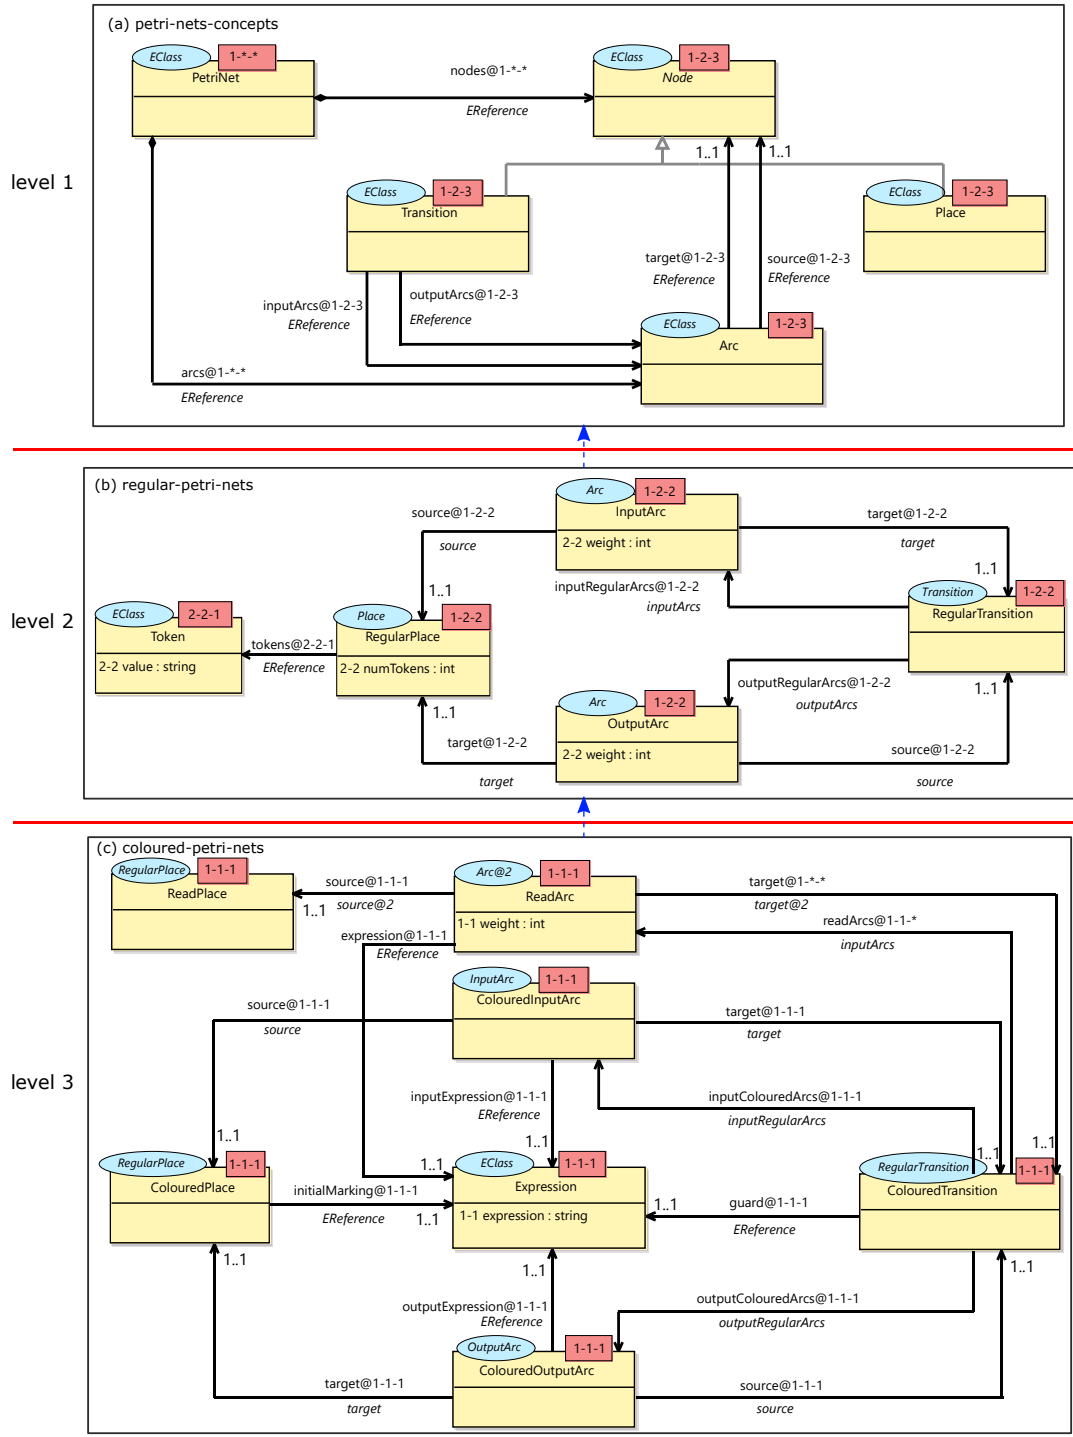 (a) petri-nets-concepts
EClass
1-*-*
PetriNet
nodes@1-*-*
EReference
EClass
1-2-3
Node
1..1
1..1
level 1
EClass
1-2-3
Transition
EClass
1-2-3
Place
target@1-2-3
EReference
source@1-2-3
EReference
inputArcs@1-2-3
EReference
outputArcs@1-2-3
EReference
EClass
1-2-3
Arc
arcs@1-*-*
EReference
(b) regular-petri-nets
Arc
1-2-2
InputArc
2-2 weight : int
source@1-2-2
source
target@1-2-2
target
1..1
1..1
inputRegularArcs@1-2-2
inputArcs
level 2
EClass
2-2-1
Token
2-2 value : string
tokens@2-2-1
EReference
Place
1-2-2
RegularPlace
2-2 numTokens : int
Transition
1-2-2
RegularTransition
outputRegularArcs@1-2-2
outputArcs
1..1
1..1
Arc
1-2-2
OutputArc
2-2 weight : int
target@1-2-2
target
source@1-2-2
source
(c) coloured-petri-nets
RegularPlace
1-1-1
ReadPlace
source@1-1-1
source@2
1..1
Arc@2
1-1-1
ReadArc
1-1 weight : int
target@1-*-*
target@2
readArcs@1-1-*
inputArcs
expression@1-1-1
EReference
InputArc
1-1-1
ColouredInputArc
source@1-1-1
source
target@1-1-1
target
level 3
inputExpression@1-1-1
EReference
inputColouredArcs@1-1-1
inputRegularArcs
1..1
1..1
1..1
1..1
1..1
RegularPlace
1-1-1
ColouredPlace
initialMarking@1-1-1
EReference
1..1
EClass
1-1-1
Expression
1-1 expression : string
1..1
guard@1-1-1
EReference
RegularTransition
1-1-1
ColouredTransition
1..1
1..1
1..1
outputExpression@1-1-1
EReference
outputColouredArcs@1-1-1
outputRegularArcs
OutputArc
1-1-1
ColouredOutputArc
target@1-1-1
target
source@1-1-1
source